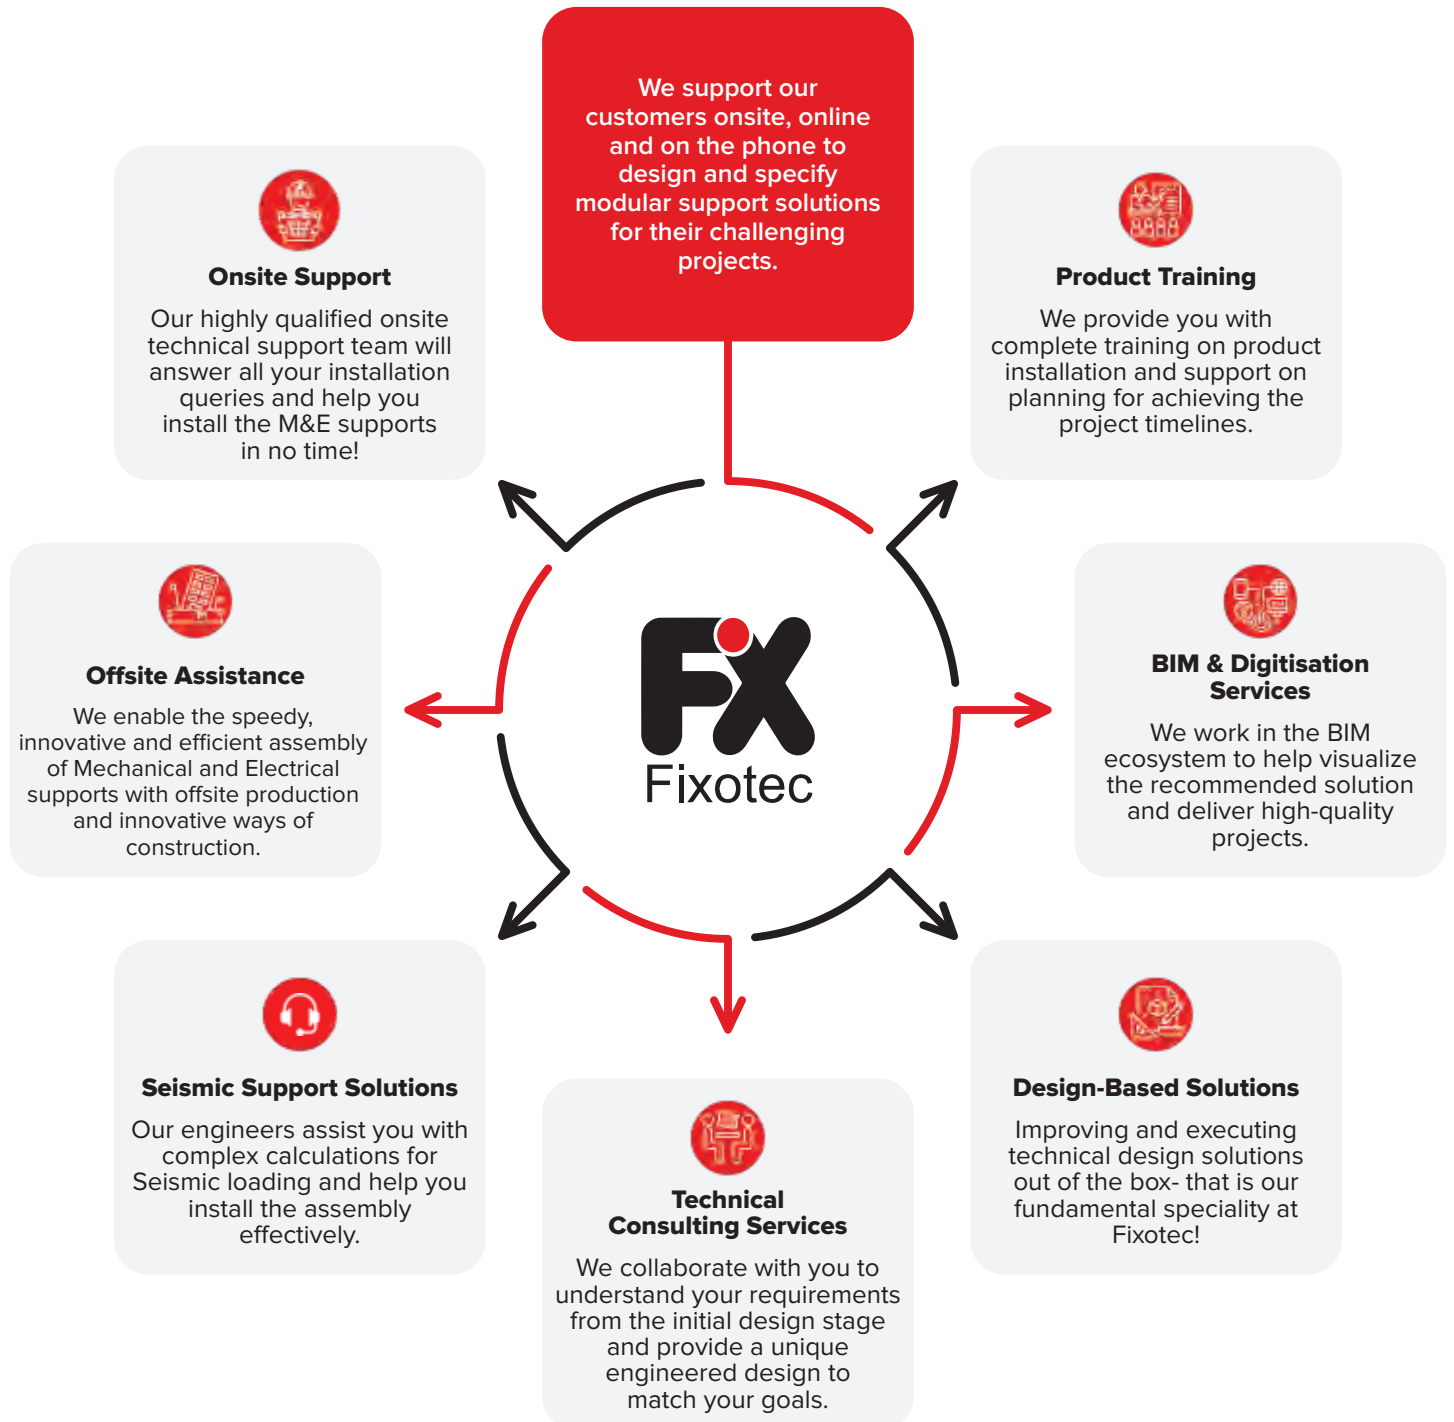 We support our
customers onsite, online
and on the phone to
design and specify
modular support solutions
for their challenging
projects.
Onsite Support
Our highly qualified onsite
technical support team will
answer all your installation
queries and help you
install the M&E supports
in no time!
Product Training
We provide you with
complete training on product
installation and support on
planning for achieving the
project timelines.
Offsite Assistance
We enable the speedy,
innovative and efficient assembly
of Mechanical and Electrical
supports with offsite production
and innovative ways of
construction.
FiX
Fixotec
BIM & Digitisation
Services
We work in the BIM
ecosystem to help visualize
the recommended solution
and deliver high-quality
projects.
Seismic Support Solutions
Our engineers assist you with
complex calculations for
Seismic loading and help you
install the assembly
effectively.
Technical
Consulting Services
We collaborate with you to
understand your requirements
from the initial design stage
and provide a unique
engineered design to
match your goals.
Design-Based Solutions
Improving and executing
technical design solutions
out of the box- that is our
fundamental speciality at
Fixotec!